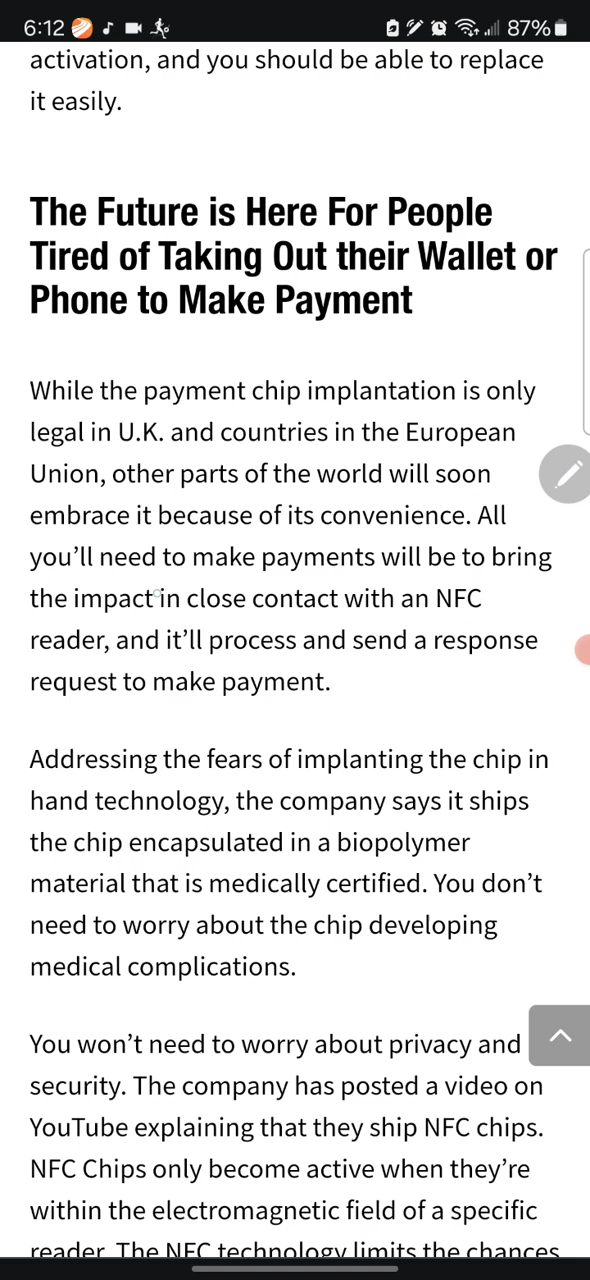 6:12 87%
activation, and you should be able to replace
it easily.
The Future is Here For People
Tired of Taking Out their Wallet or
Phone to Make Payment
While the payment chip implantation is only
legal in U.K. and countries in the European
Union, other parts of the world will soon
embrace it because of its convenience. All
you’ll need to make payments will be to bring
the impact in close contact with an NFC
reader, and it’ll process and send a response
request to make payment.
Addressing the fears of implanting the chip in
hand technology, the company says it ships
the chip encapsulated in a biopolymer
material that is medically certified. You don’t
need to worry about the chip developing
medical complications.
You won’t need to worry about privacy and
security. The company has posted a video on
YouTube explaining that they ship NFC chips.
NFC Chips only become active when they’re
within the electromagnetic field of a specific
reader. The NFC technology limits the chances